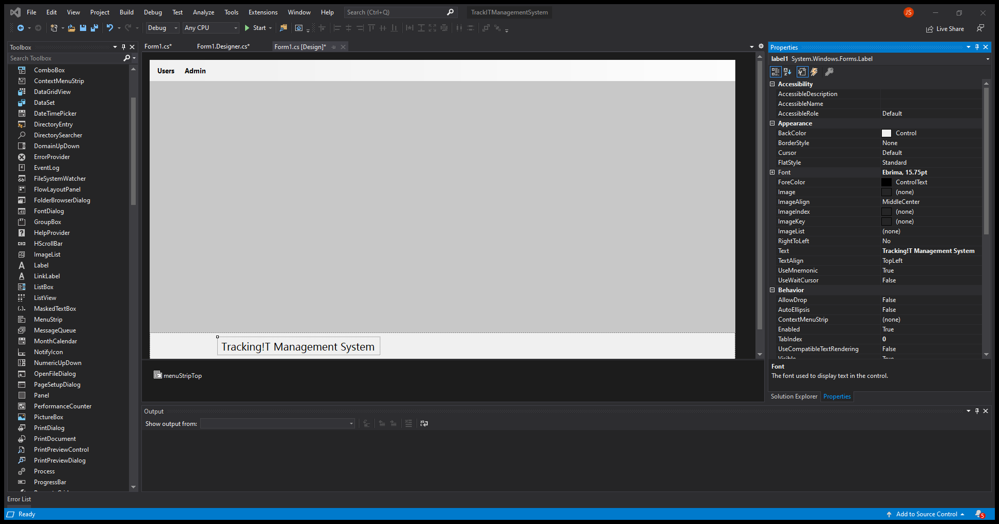 File Edit View Project Build Debug Test Analyze Tools Extensions Window Help Search (Ctrl+Q) TrackITManagementSystem JS
Debug Any CPU Start Live Share
Toolbox
Search Toolbox
ComboBox
ContextMenuStrip
DataGridView
DataSet
DateTimePicker
DirectoryEntry
DirectorySearcher
DomainUpDown
ErrorProvider
EventLog
FileSystemWatcher
FlowLayoutPanel
FolderBrowserDialog
FontDialog
GroupBox
HelpProvider
HScrollBar
ImageList
Label
LinkLabel
ListBox
ListView
MaskedTextBox
MenuStrip
MessageQueue
MonthCalendar
NotifyIcon
NumericUpDown
OpenFileDialog
PageSetupDialog
Panel
PerformanceCounter
PictureBox
PrintDialog
PrintDocument
PrintPreviewControl
PrintPreviewDialog
Process
ProgressBar
Form1.cs* Form1.Designer.cs* Form1.cs [Design]*
Users Admin
Tracking!T Management System
menuStripTop
Output
Show output from:
Properties
label1 System.Windows.Forms.Label
Accessibility
AccessibleDescription
AccessibleName
AccessibleRole Default
Appearance
BackColor Control
BorderStyle None
Cursor Default
FlatStyle Standard
Font Ebrima, 15.75pt
ForeColor ControlText
Image (none)
ImageAlign MiddleCenter
ImageIndex (none)
ImageKey (none)
ImageList (none)
RightToLeft No
Text Tracking!T Management System
TextAlign TopLeft
UseMnemonic True
UseWaitCursor False
Behavior
AllowDrop False
AutoEllipsis False
ContextMenuStrip (none)
Enabled True
TabIndex 0
UseCompatibleTextRendering False
Visible True
Font
The font used to display text in the control.
Solution Explorer Properties
Error List
Ready Add to Source Control 5